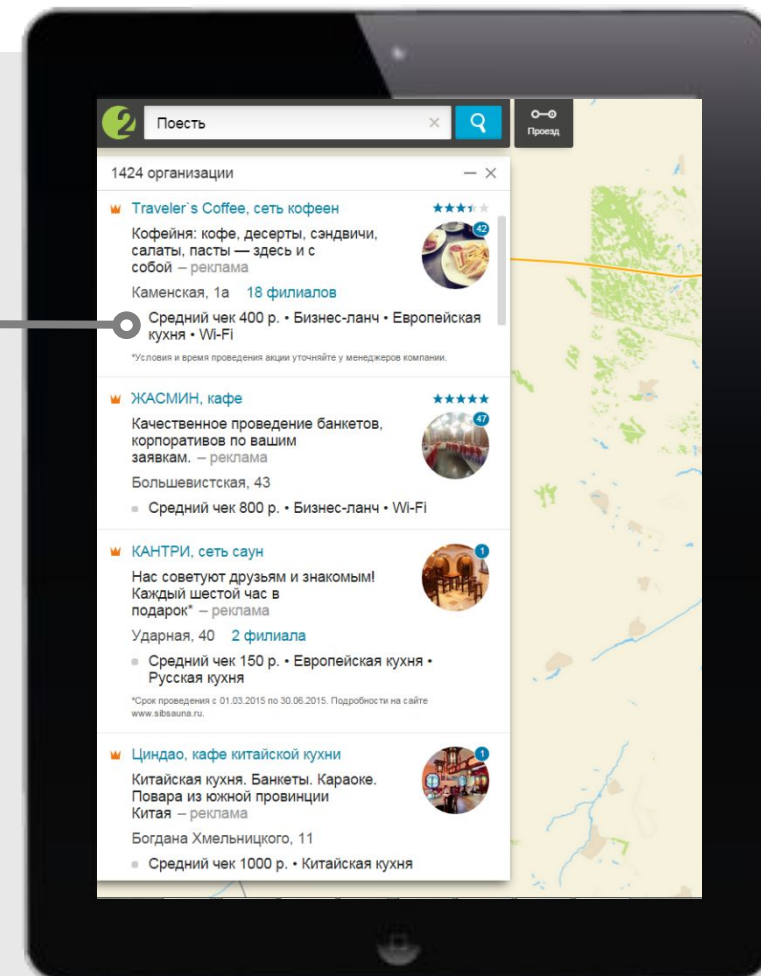 2 Поесть ×
Проезд
1424 организации
Traveler`s Coffee, сеть кофеен
42
Кофейня: кофе, десерты, сэндвичи,
салаты, пасты — здесь и с
собой – реклама
Каменская, 1а 18 филиалов
Средний чек 400 р. • Бизнес-ланч • Европейская
кухня • Wi-Fi
*Условия и время проведения акции уточняйте у менеджеров компании.
ЖАСМИН, кафе
47
Качественное проведение банкетов,
корпоративов по вашим
заявкам. – реклама
Большевистская, 43
Средний чек 800 р. • Бизнес-ланч • Wi-Fi
КАНТРИ, сеть саун
1
Нас советуют друзьям и знакомым!
Каждый шестой час в
подарок* – реклама
Ударная, 40 2 филиала
Средний чек 150 р. • Европейская кухня •
Русская кухня
*Срок проведения с 01.03.2015 по 30.06.2015. Подробности на сайте
www.sibsauna.ru.
Циндао, кафе китайской кухни
1
Китайская кухня. Банкеты. Караоке.
Повара из южной провинции
Китая – реклама
Богдана Хмельницкого, 11
Средний чек 1000 р. • Китайская кухня